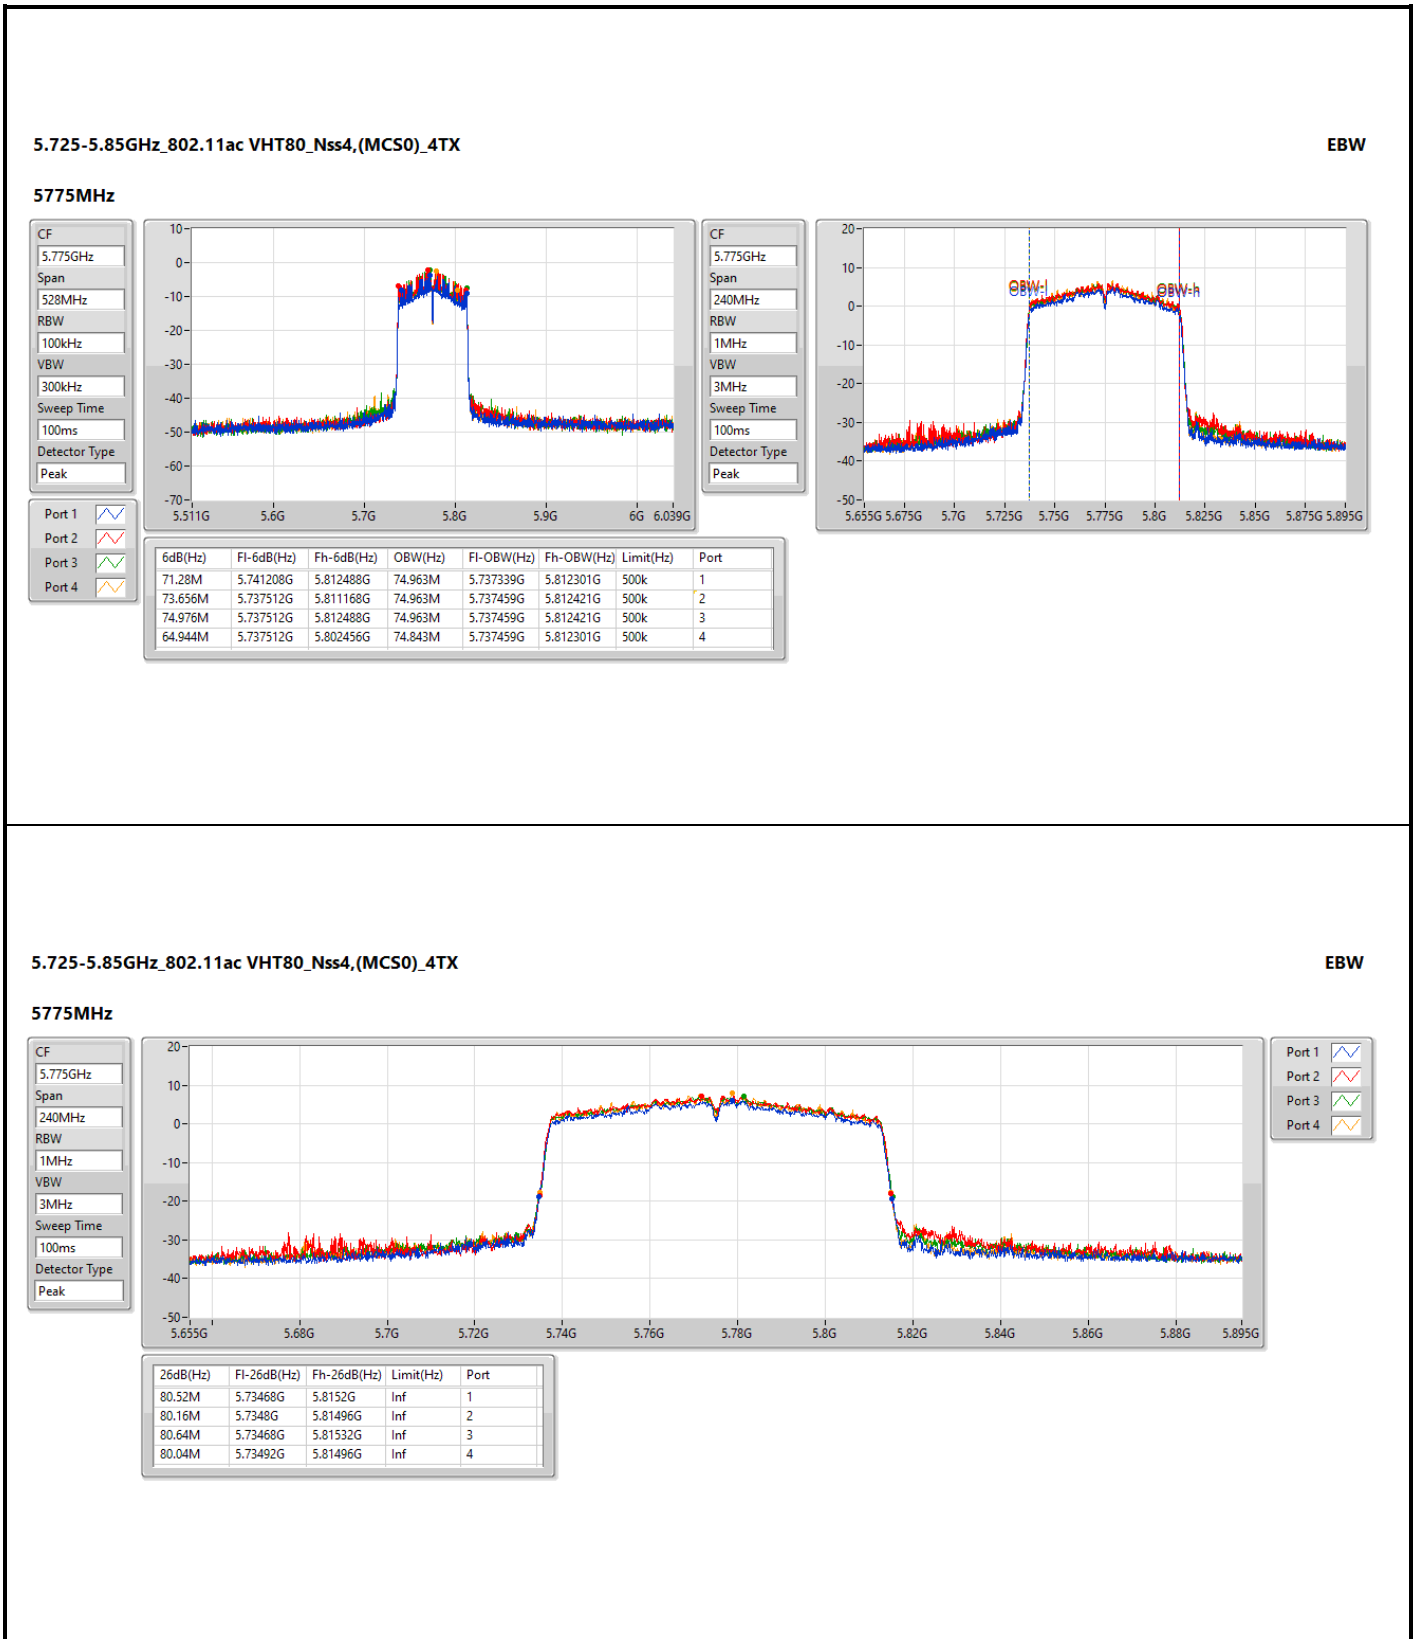 5.725-5.85GHz_802.11ac VHT80_Nss4,(MCS0)_4TX EBW
5775MHz
CF
5.775GHz
Span
528MHz
RBW
100kHz
VBW
300kHz
Sweep Time
100ms
Detector Type
Peak
Port 1
Port 2
Port 3
Port 4
10
0
-10
-20
-30
-40
-50
-60
-70
5.511G 5.6G 5.7G 5.8G 5.9G 6G 6.039G
CF
5.775GHz
Span
240MHz
RBW
1MHz
VBW
3MHz
Sweep Time
100ms
Detector Type
Peak
20
10
0
-10
-20
-30
-40
-50
OBW-l OBW-h
5.655G 5.675G 5.7G 5.725G 5.75G 5.775G 5.8G 5.825G 5.85G 5.875G 5.895G
6dB(Hz) Fl-6dB(Hz) Fh-6dB(Hz) OBW(Hz) Fl-OBW(Hz) Fh-OBW(Hz) Limit(Hz) Port
71.28M 5.741208G 5.812488G 74.963M 5.737339G 5.812301G 500k 1
73.656M 5.737512G 5.811168G 74.963M 5.737459G 5.812421G 500k 2
74.976M 5.737512G 5.812488G 74.963M 5.737459G 5.812421G 500k 3
64.944M 5.737512G 5.802456G 74.843M 5.737459G 5.812301G 500k 4
5.725-5.85GHz_802.11ac VHT80_Nss4,(MCS0)_4TX EBW
5775MHz
CF
5.775GHz
Span
240MHz
RBW
1MHz
VBW
3MHz
Sweep Time
100ms
Detector Type
Peak
20
10
0
-10
-20
-30
-40
-50
5.655G 5.68G 5.7G 5.72G 5.74G 5.76G 5.78G 5.8G 5.82G 5.84G 5.86G 5.88G 5.895G
Port 1
Port 2
Port 3
Port 4
26dB(Hz) Fl-26dB(Hz) Fh-26dB(Hz) Limit(Hz) Port
80.52M 5.73468G 5.8152G Inf 1
80.16M 5.7348G 5.81496G Inf 2
80.64M 5.73468G 5.81532G Inf 3
80.04M 5.73492G 5.81496G Inf 4